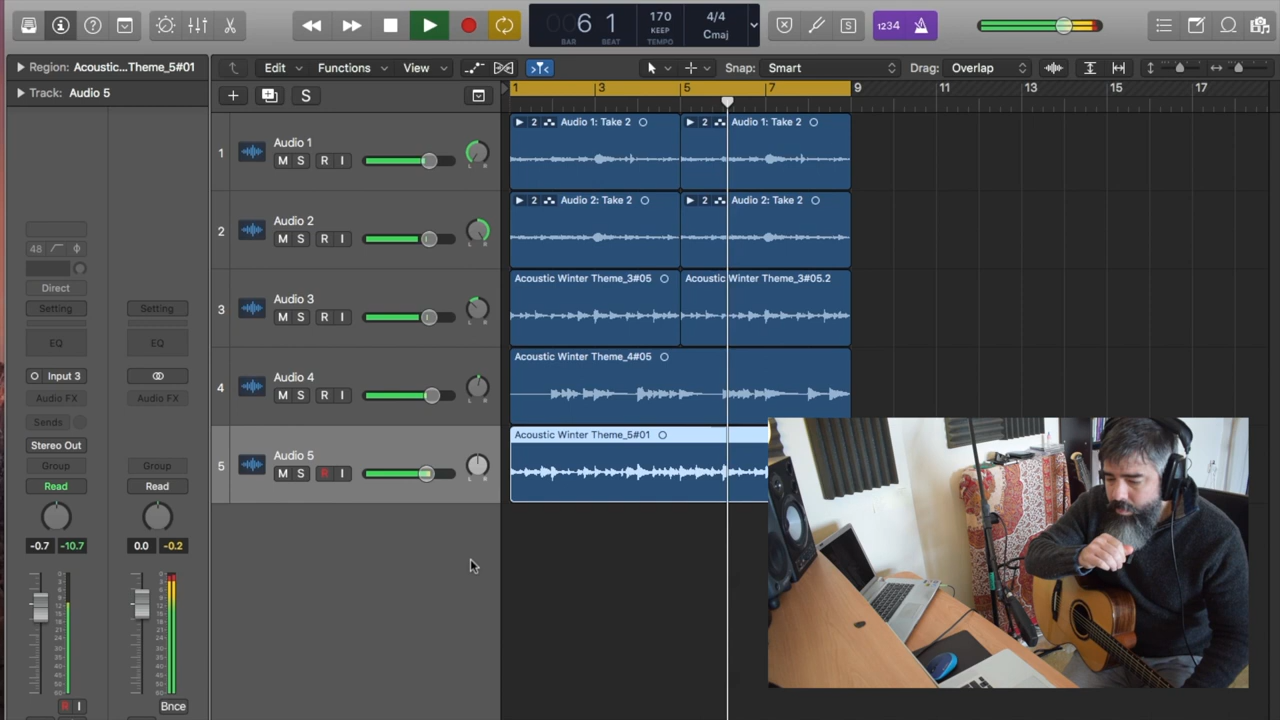 6 1
BAR BEAT
170
KEEP
TEMPO
4/4
Cmaj
1234
S
Region: Acoustic...Theme_5#01
Edit Functions View Snap: Smart Drag: Overlap
Track: Audio 5
S
1 3 5 7 9 11 13 15 17
1 Audio 1
M S R I
L R
2 Audio 1: Take 2
2 Audio 1: Take 2
2 Audio 2
M S R I
L R
2 Audio 2: Take 2
2 Audio 2: Take 2
3 Audio 3
M S R I
L R
Acoustic Winter Theme_3#05
Acoustic Winter Theme_3#05.2
4 Audio 4
M S R I
L R
Acoustic Winter Theme_4#05
5 Audio 5
M S R I
L R
Acoustic Winter Theme_5#01
48
Direct
Setting Setting
EQ EQ
Input 3
Audio FX Audio FX
Sends
Stereo Out
Group Group
Read Read
-0.7 -10.7 0.0 -0.2
R I Bnce